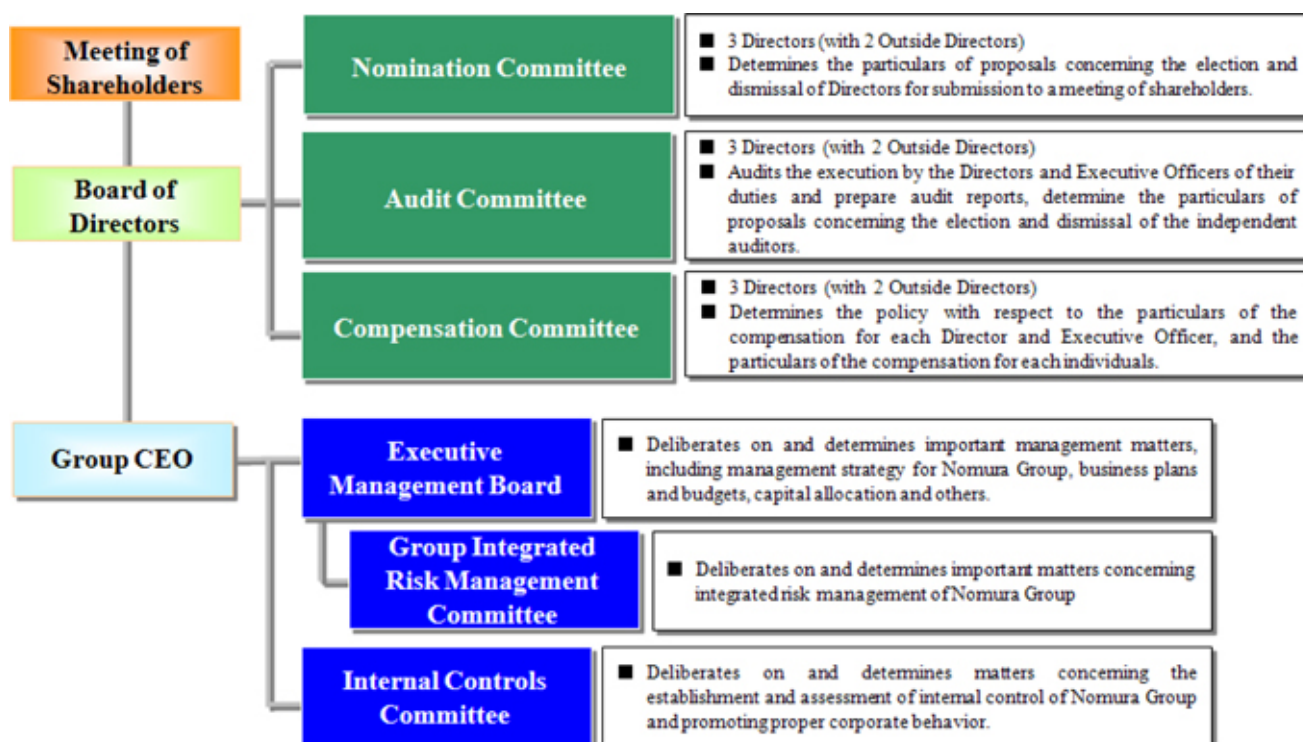 Meeting of
Shareholders
Nomination Committee
■ 3 Directors (with 2 Outside Directors)
■ Determines the particulars of proposals concerning the election and
dismissal of Directors for submission to a meeting of shareholders.
Board of
Directors
Audit Committee
■ 3 Directors (with 2 Outside Directors)
■ Audits the execution by the Directors and Executive Officers of their
duties and prepare audit reports, determine the particulars of
proposals concerning the election and dismissal of the independent
auditors.
Compensation Committee
■ 3 Directors (with 2 Outside Directors)
■ Determines the policy with respect to the particulars of the
compensation for each Director and Executive Officer, and the
particulars of the compensation for each individuals.
Group CEO
Executive
Management Board
■ Deliberates on and determines important management matters,
including management strategy for Nomura Group, business plans
and budgets, capital allocation and others.
Group Integrated
Risk Management
Committee
■ Deliberates on and determines important matters concerning
integrated risk management of Nomura Group
Internal Controls
Committee
■ Deliberates on and determines matters concerning the
establishment and assessment of internal control of Nomura Group
and promoting proper corporate behavior.